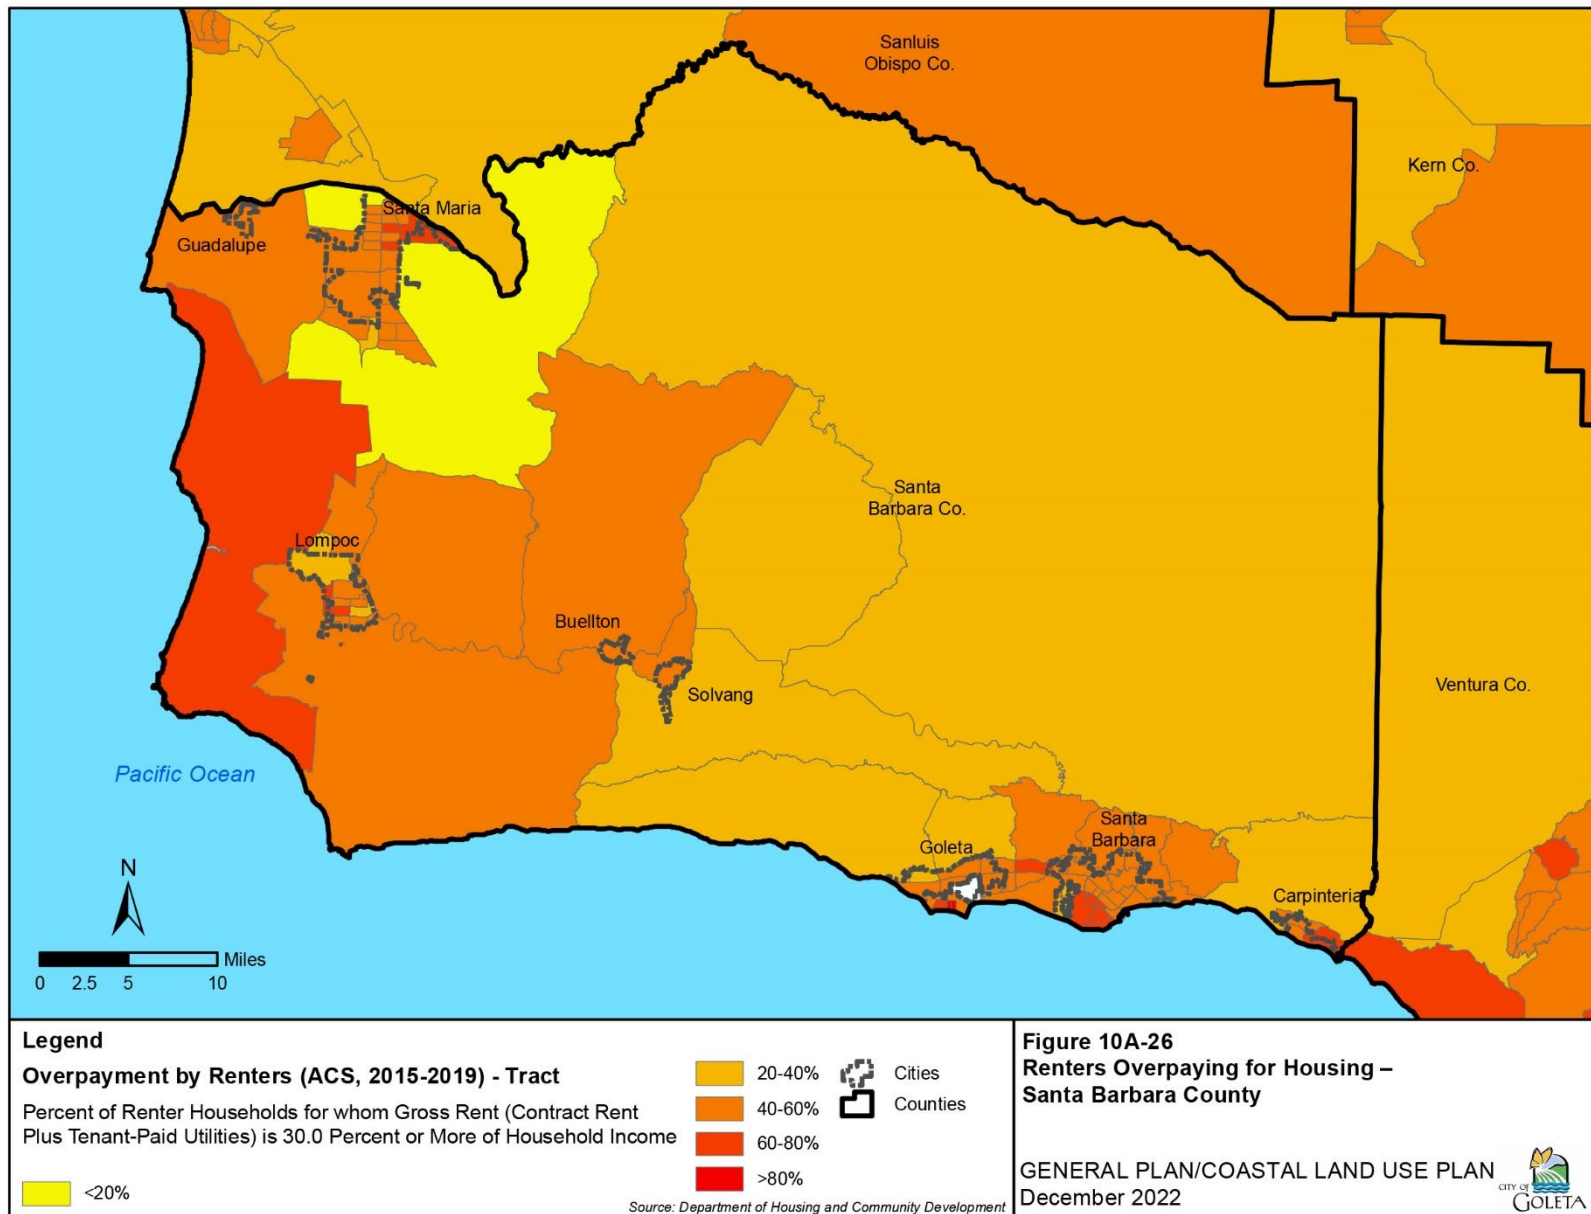 Sanluis
Obispo Co.
Kern Co.
Santa Maria
Guadalupe
Santa
Barbara Co.
Lompoc
Buellton
Solvang
Ventura Co.
Pacific Ocean
Santa
Barbara
Goleta
Carpinteria
N
Miles
0 2.5 5 10
Legend
Overpayment by Renters (ACS, 2015-2019) - Tract
Percent of Renter Households for whom Gross Rent (Contract Rent
Plus Tenant-Paid Utilities) is 30.0 Percent or More of Household Income
<20%
20-40%
40-60%
60-80%
>80%
Cities
Counties
Source: Department of Housing and Community Development
Figure 10A-26
Renters Overpaying for Housing –
Santa Barbara County
GENERAL PLAN/COASTAL LAND USE PLAN
December 2022
CITY OF
GOLETA